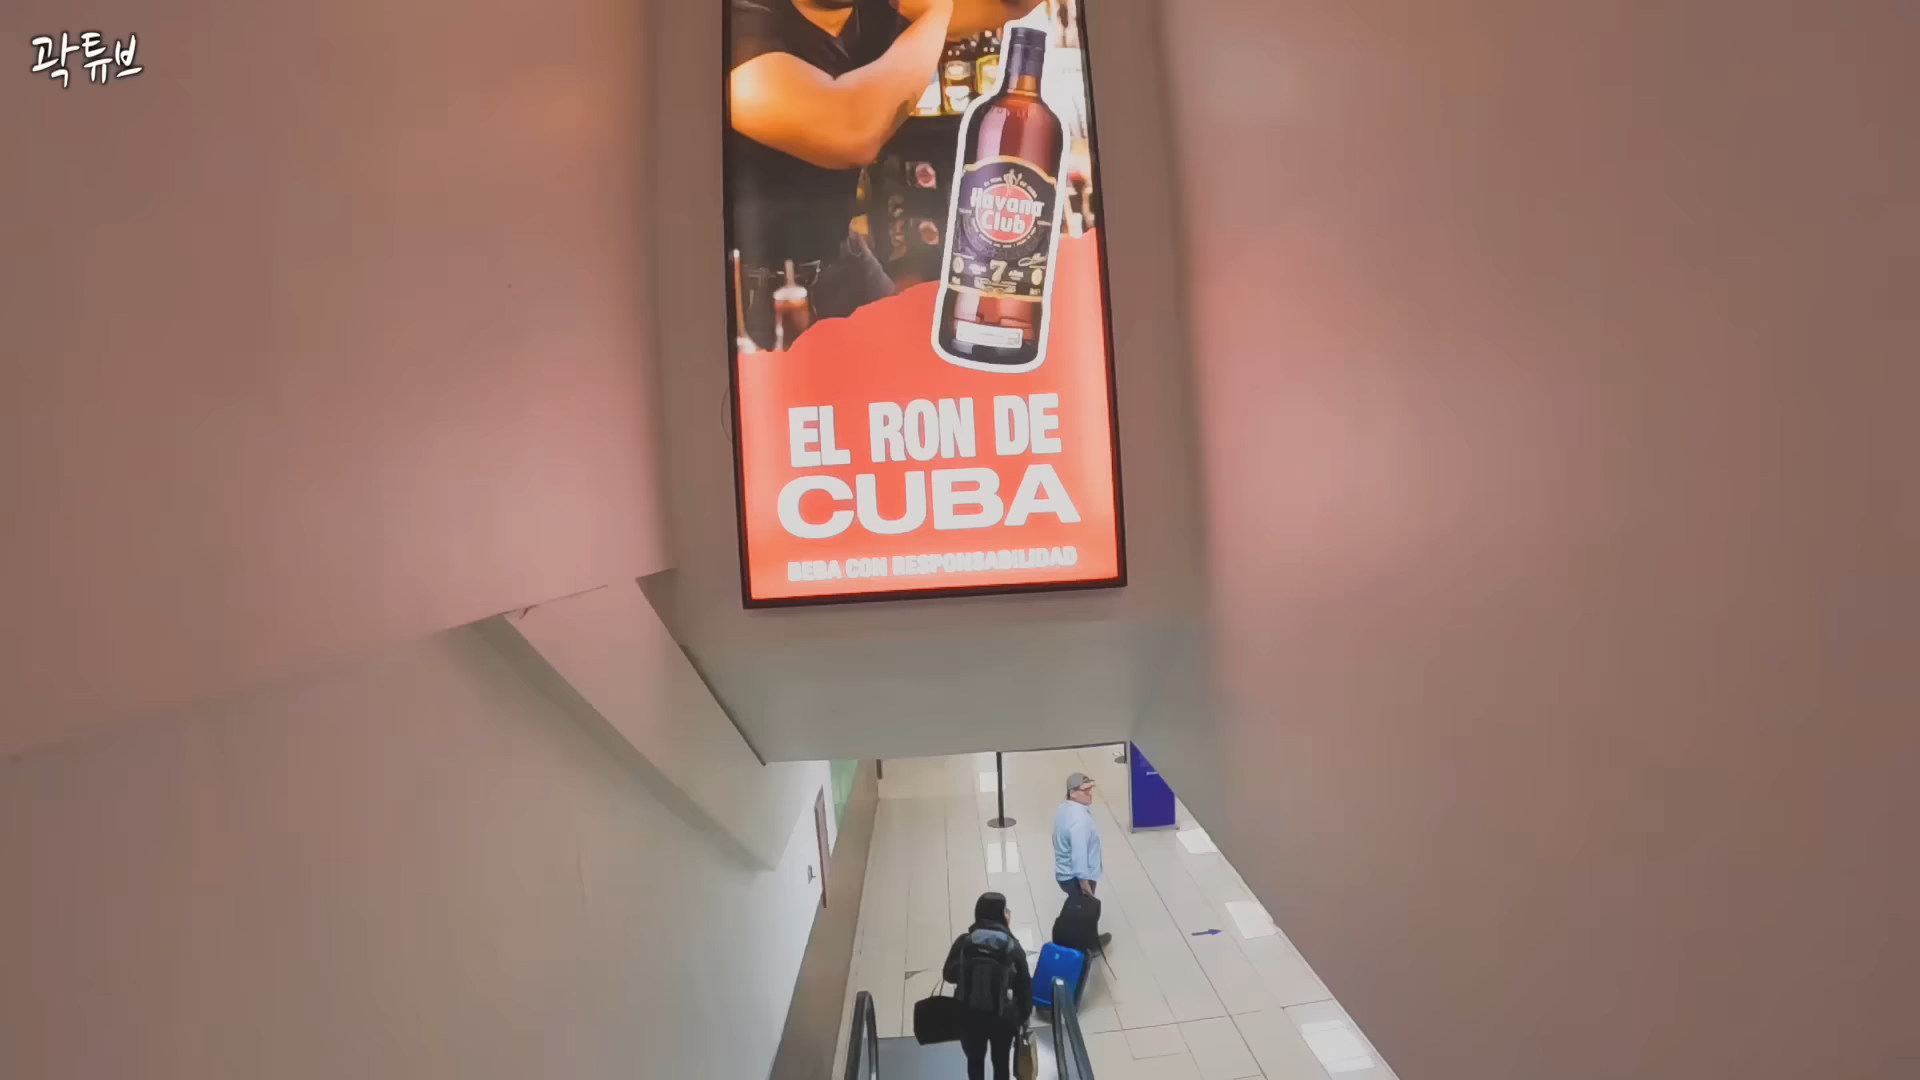 곽튜브
Havana
Club
7
EL RON DE
CUBA
BEBA CON RESPONSABILIDAD